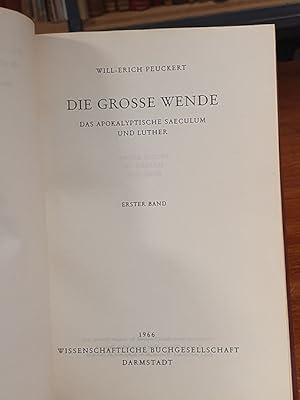 WILL-ERICH PEUCKERT
DIE GROSSE WENDE
DAS APOKALYPTISCHE SAECULUM
UND LUTHER
ERSTER BAND
1966
WISSENSCHAFTLICHE BUCHGESELLSCHAFT
DARMSTADT